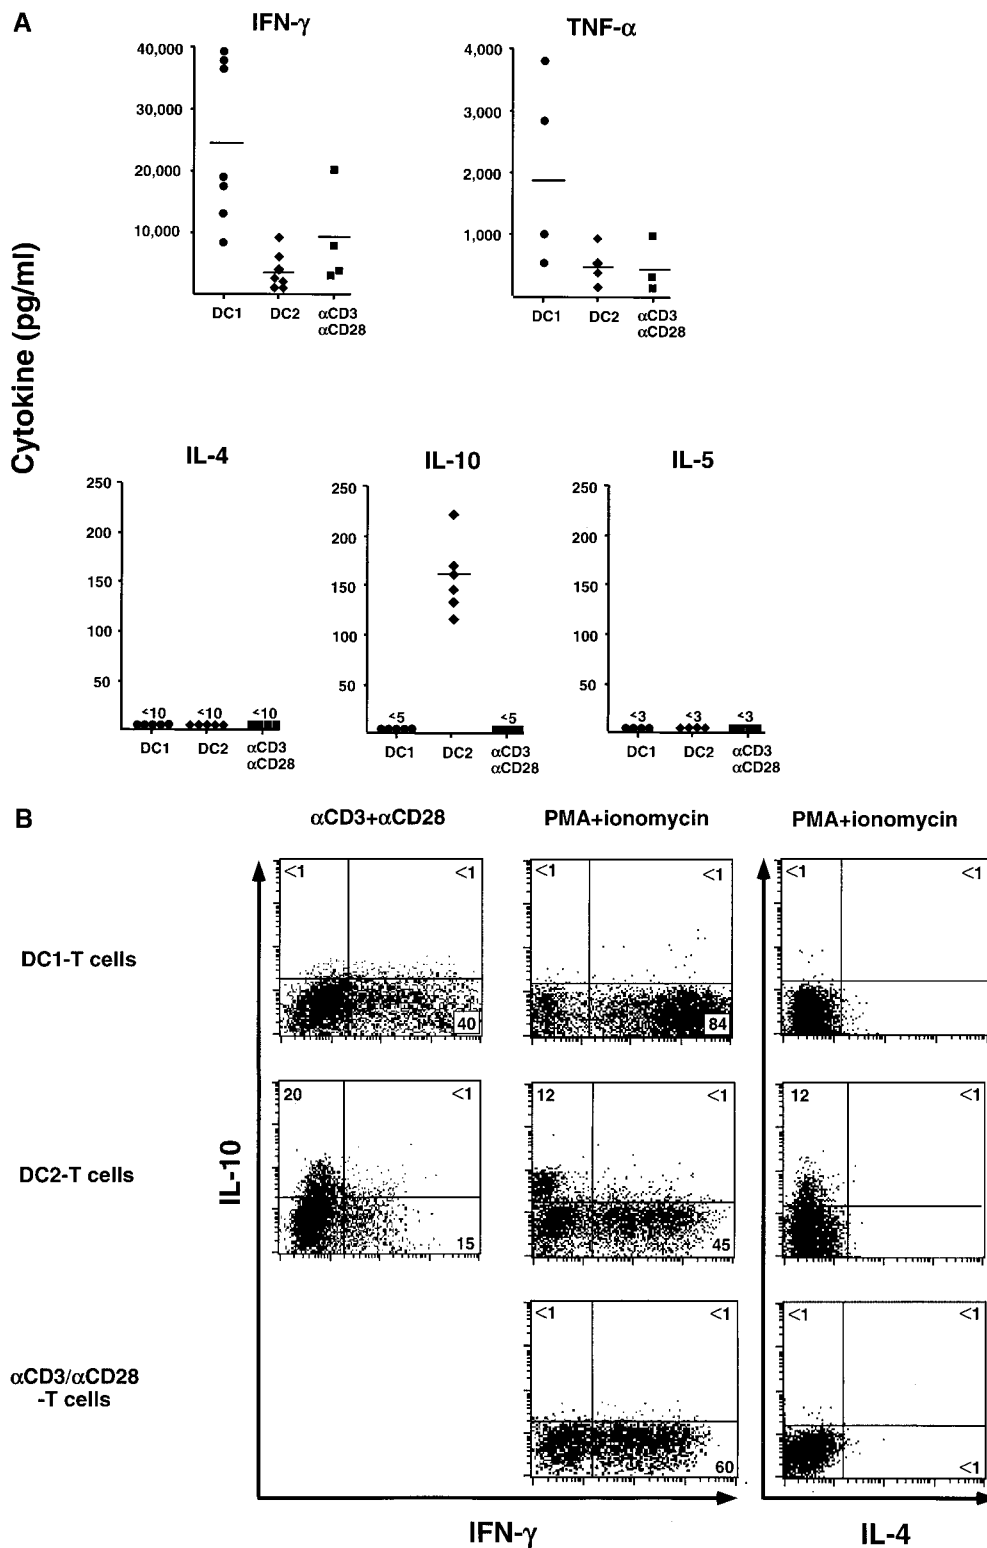 A
IFN-γ
TNF-α
Cytokine (pg/ml)
40,000
30,000
20,000
10,000
DC1
DC2
αCD3
αCD28
4,000
3,000
2,000
1,000
DC1
DC2
αCD3
αCD28
IL-4
IL-10
IL-5
250
200
150
100
50
<10
<10
<10
DC1
DC2
αCD3
αCD28
250
200
150
100
50
<5
<5
DC1
DC2
αCD3
αCD28
250
200
150
100
50
<3
<3
<3
DC1
DC2
αCD3
αCD28
B
αCD3+αCD28
PMA+ionomycin
PMA+ionomycin
DC1-T cells
<1
<1
40
<1
<1
84
<1
<1
DC2-T cells
20
<1
15
12
<1
45
12
<1
αCD3/αCD28
-T cells
<1
<1
60
<1
<1
<1
IL-10
IFN-γ
IL-4